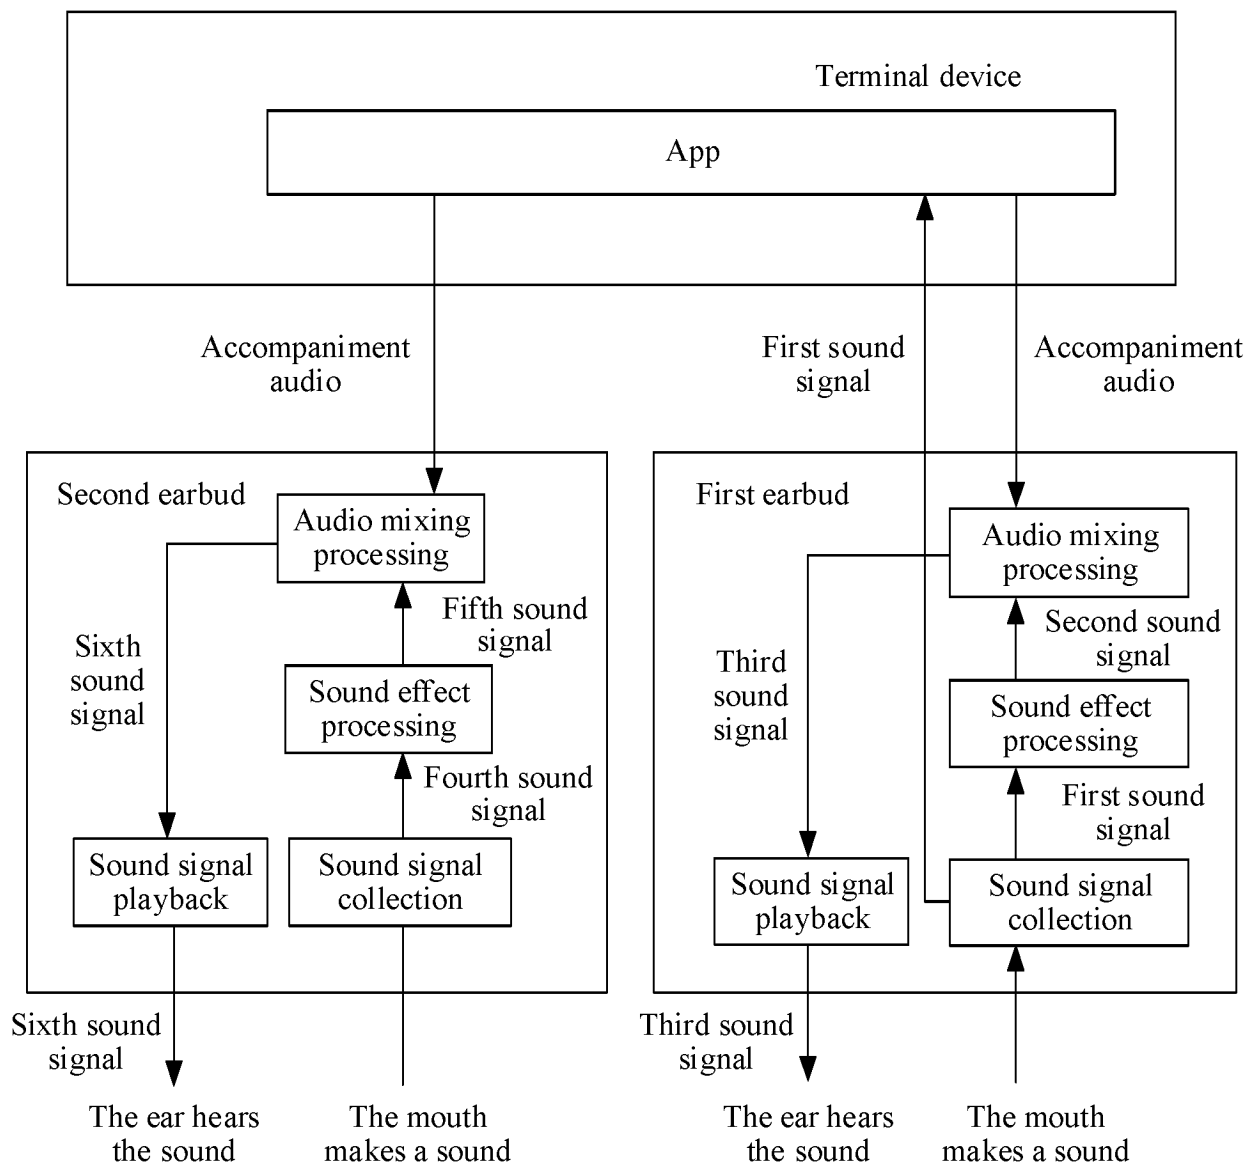 Terminal device
App
Accompaniment
audio
First sound
signal
Accompaniment
audio
Second earbud
Audio mixing
processing
Fifth sound
signal
Sixth
sound
signal
Sound effect
processing
Fourth sound
signal
Sound signal
playback
Sound signal
collection
Sixth sound
signal
The ear hears
the sound
The mouth
makes a sound
First earbud
Audio mixing
processing
Second sound
signal
Third
sound
signal
Sound effect
processing
First sound
signal
Sound signal
playback
Sound signal
collection
Third sound
signal
The ear hears
the sound
The mouth
makes a sound